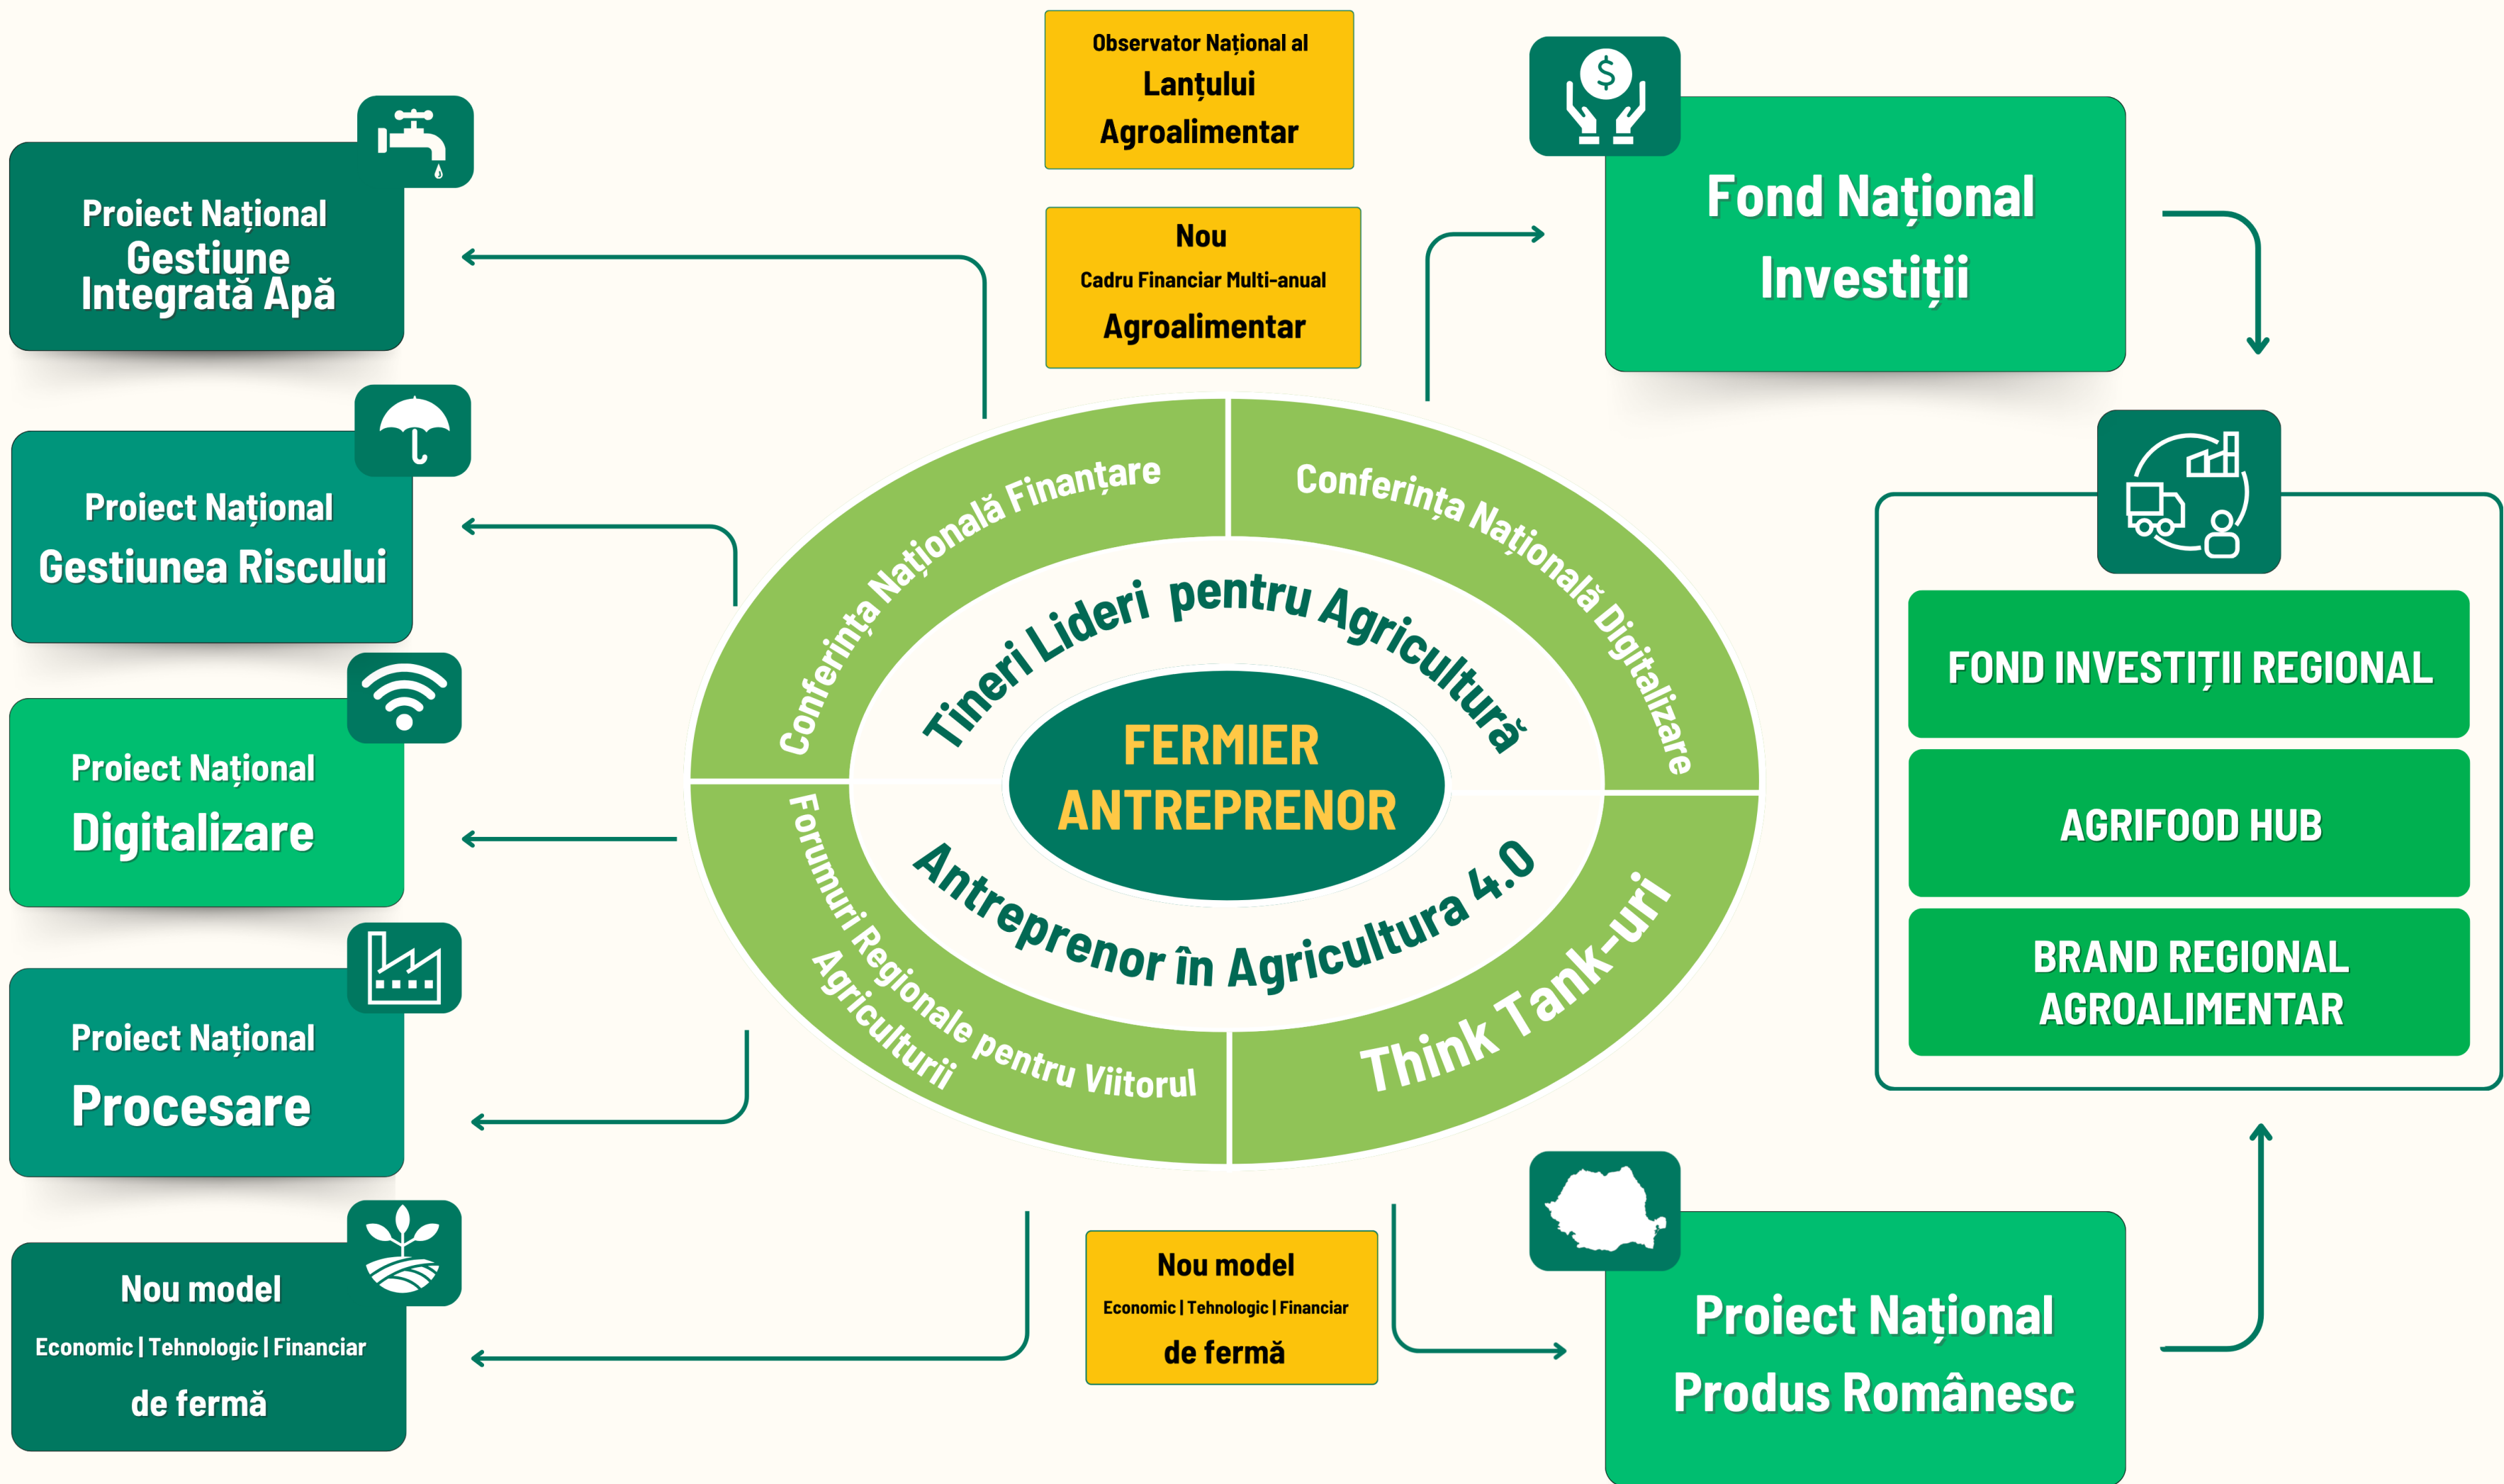 Observator Național al
Lanțului
Agroalimentar
Nou
Cadru Financiar Multi-anual
Agroalimentar
Proiect Național
Gestiune
Integrată Apă
Proiect Național
Gestiunea Riscului
Proiect Național
Digitalizare
Proiect Național
Procesare
Nou model
Economic | Tehnologic | Financiar
de fermă
Conferința Națională Finanțare
Conferința Națională Digitalizare
Tineri Lideri pentru Agricultură
FERMIER
ANTREPRENOR
Antreprenor în Agricultura 4.0
Forumuri Regionale pentru Viitorul
Agriculturii
Think Tank-uri
Nou model
Economic | Tehnologic | Financiar
de fermă
Fond Național
Investiții
FOND INVESTIȚII REGIONAL
AGRIFOOD HUB
BRAND REGIONAL
AGROALIMENTAR
Proiect Național
Produs Românesc